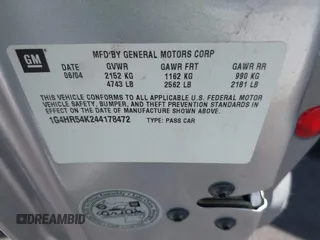 GM
MFD BY GENERAL MOTORS CORP
DATE GVWR GAWR FRT GAWR RR
06/04 2152 KG 1162 KG 990 KG
4743 LB 2562 LB 2181 LB
THIS VEHICLE CONFORMS TO ALL APPLICABLE U.S. FEDERAL MOTOR
VEHICLE SAFETY, BUMPER, AND THEFT PREVENTION STANDARDS IN
EFFECT ON THE DATE OF MANUFACTURE SHOWN ABOVE.
1G4HR54K244178472 TYPE: PASS CAR
DREAMBID